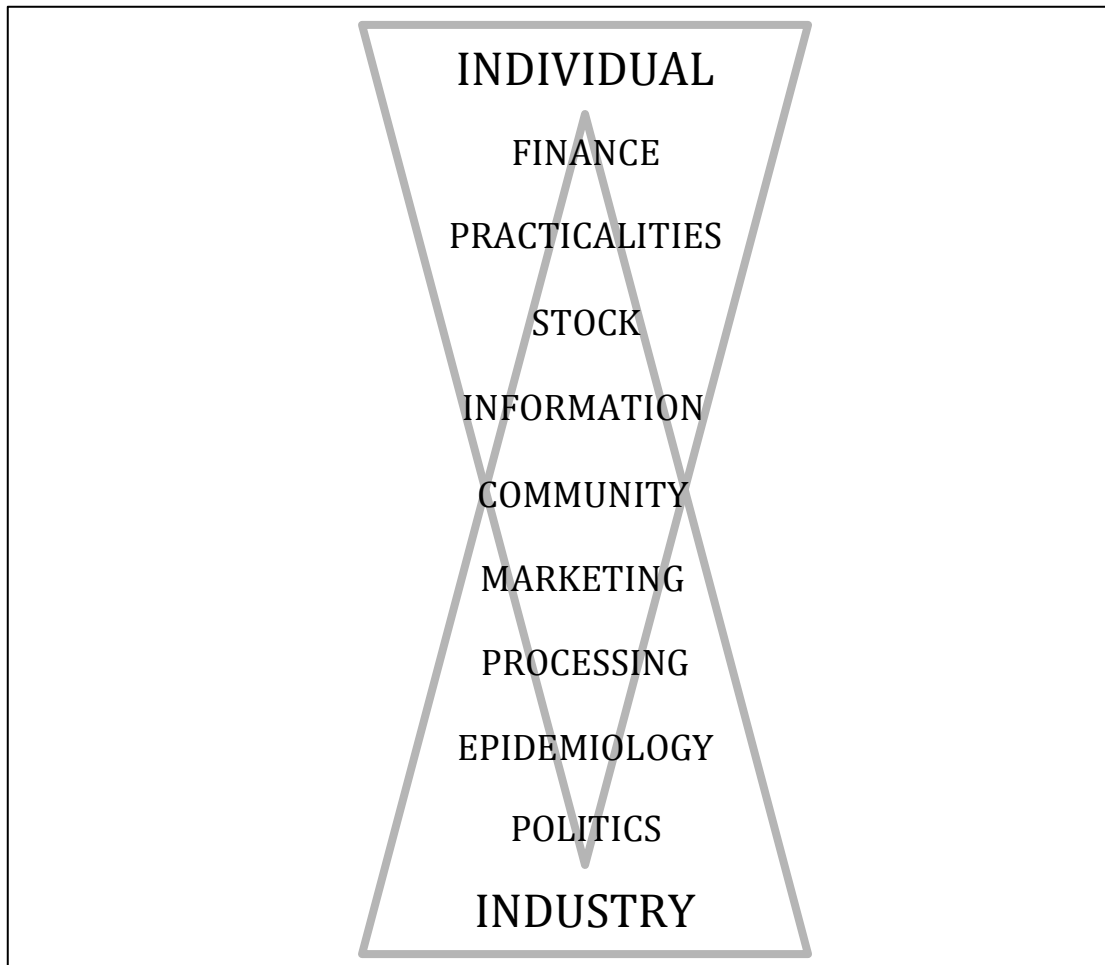 INDIVIDUAL
FINANCE
PRACTICALITIES
STOCK
INFORMATION
COMMUNITY
MARKETING
PROCESSING
EPIDEMIOLOGY
POLITICS
INDUSTRY